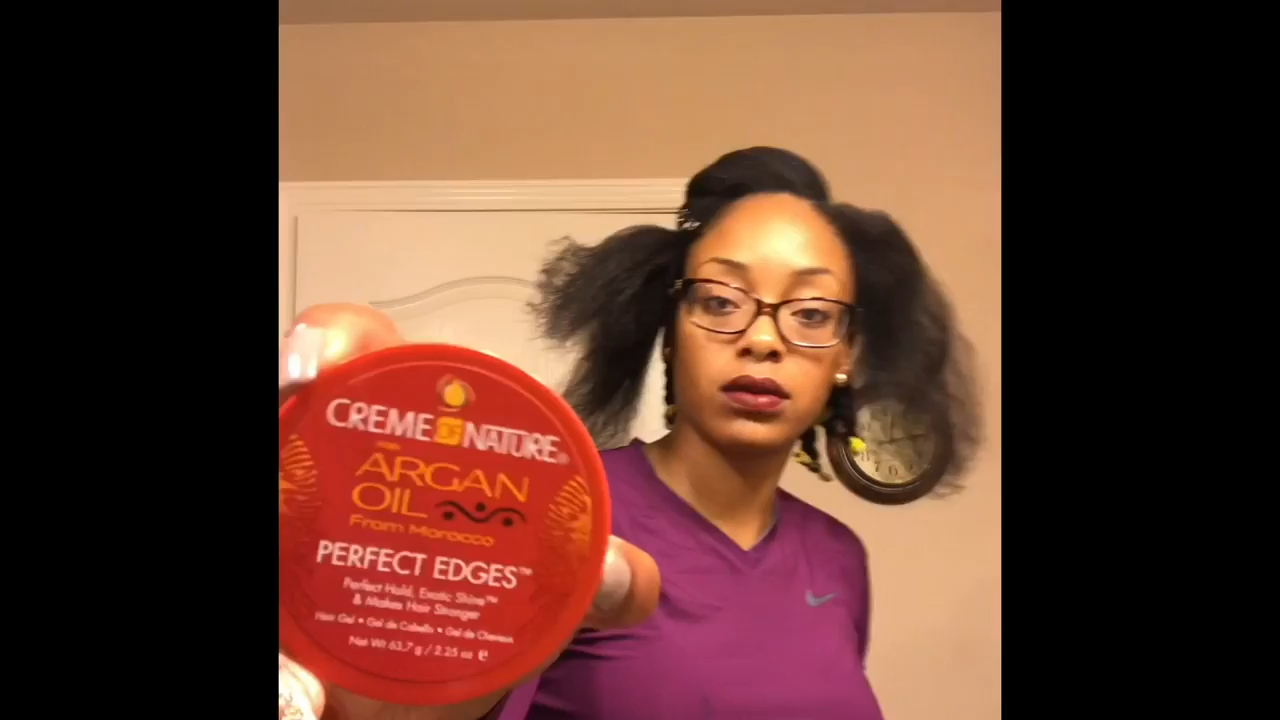 CREME OF NATURE®
ARGAN
OIL
From Morocco
PERFECT EDGES™
Perfect Hold, Exotic Shine™
& Makes Hair Stronger
Hair Gel • Gel de Cabello • Gel de Cheveux
Net Wt 63.7 g / 2.25 oz e